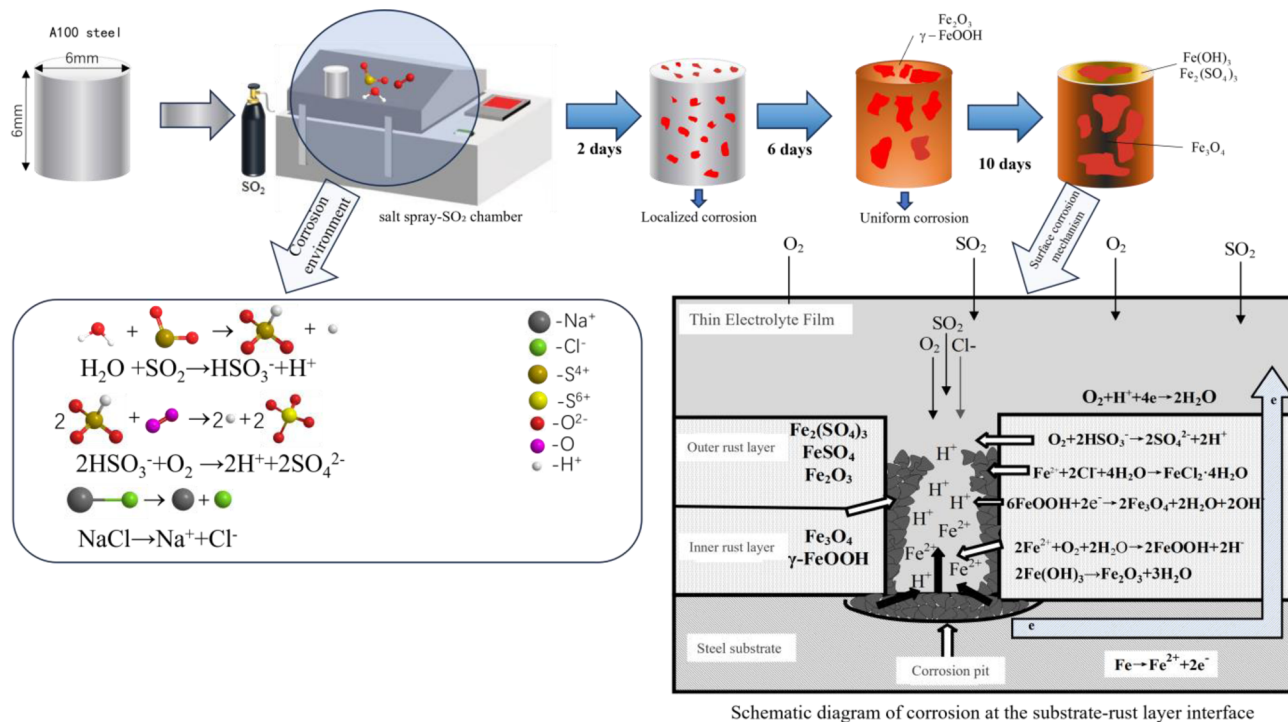 A100 steel
6mm
6mm
SO₂
salt spray-SO₂ chamber
2 days
Localized corrosion
6 days
Fe₂O₃
γ−FeOOH
Uniform corrosion
10 days
Fe(OH)₃
Fe₂(SO₄)₃
Fe₃O₄
Corrosion
environment
Surface corrosion
mechanism
+ → +
H₂O +SO₂→HSO₃⁻+H⁺
2 + →2 +2
2HSO₃⁻+O₂ →2H⁺+2SO₄²⁻
→ +
NaCl→Na⁺+Cl⁻
-Na⁺
-Cl⁻
-S⁴⁺
-S⁶⁺
-O²⁻
-O
-H⁺
O₂
SO₂
O₂
SO₂
Thin Electrolyte Film
SO₂
O₂
Cl-
O₂+H⁺+4e→2H₂O
e
Outer rust layer
Fe₂(SO₄)₃
FeSO₄
Fe₂O₃
H⁺
O₂+2HSO₃⁻→2SO₄²⁻+2H⁺
Fe²⁺+2Cl⁻+4H₂O→FeCl₂·4H₂O
H⁺
H⁺
6FeOOH+2e⁻→2Fe₃O₄+2H₂O+2OH⁻
H⁺
Fe²⁺
Inner rust layer
Fe₃O₄
γ-FeOOH
Fe²⁺
2Fe²⁺+O₂+2H₂O→2FeOOH+2H⁻
Fe²⁺
H⁺
2Fe(OH)₃→Fe₂O₃+3H₂O
e
Steel substrate
Corrosion pit
Fe→Fe²⁺+2e⁻
Schematic diagram of corrosion at the substrate-rust layer interface